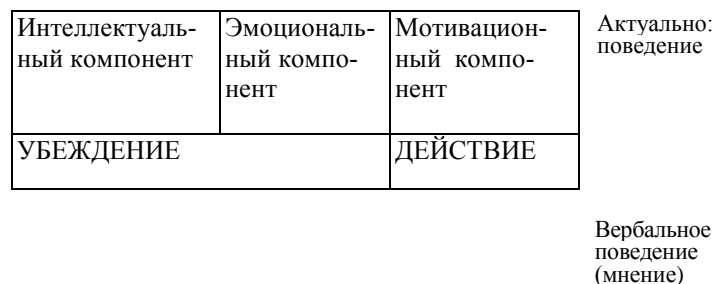 Интеллектуаль-
ный компонент
Эмоциональ-
ный компо-
нент
Мотивацион-
ный компо-
нент
УБЕЖДЕНИЕ
ДЕЙСТВИЕ
Актуально:
поведение
Вербальное
поведение
(мнение)